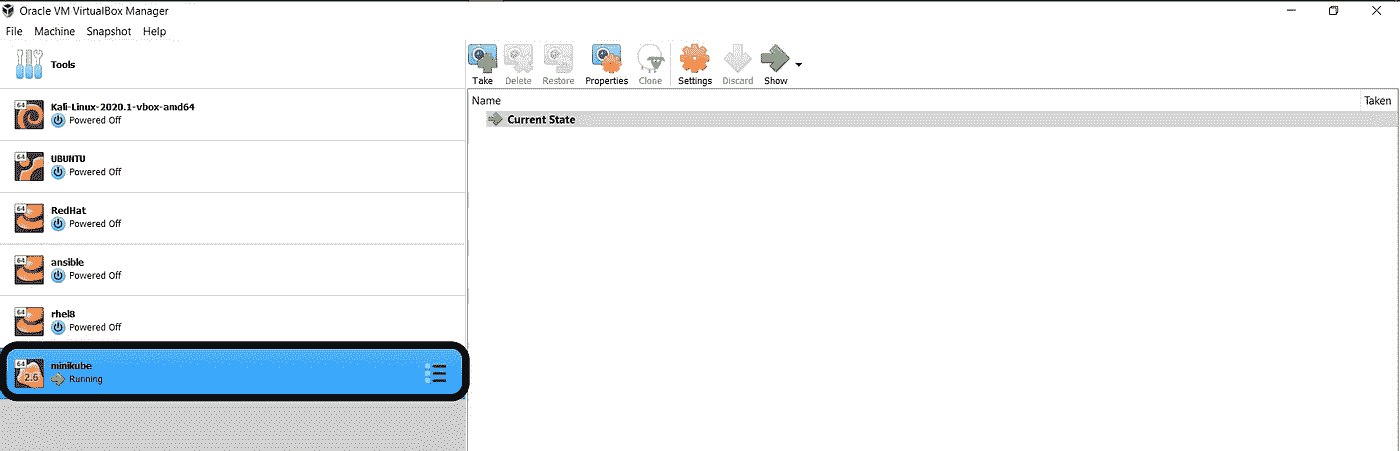 Oracle VM VirtualBox Manager
File Machine Snapshot Help
Tools
Take Delete Restore Properties Clone Settings Discard Show
Name Taken
Current State
64
Kali-Linux-2020.1-vbox-amd64
Powered Off
64
UBUNTU
Powered Off
64
RedHat
Powered Off
64
ansible
Powered Off
64
rhel8
Powered Off
64
2.6
minikube
Running